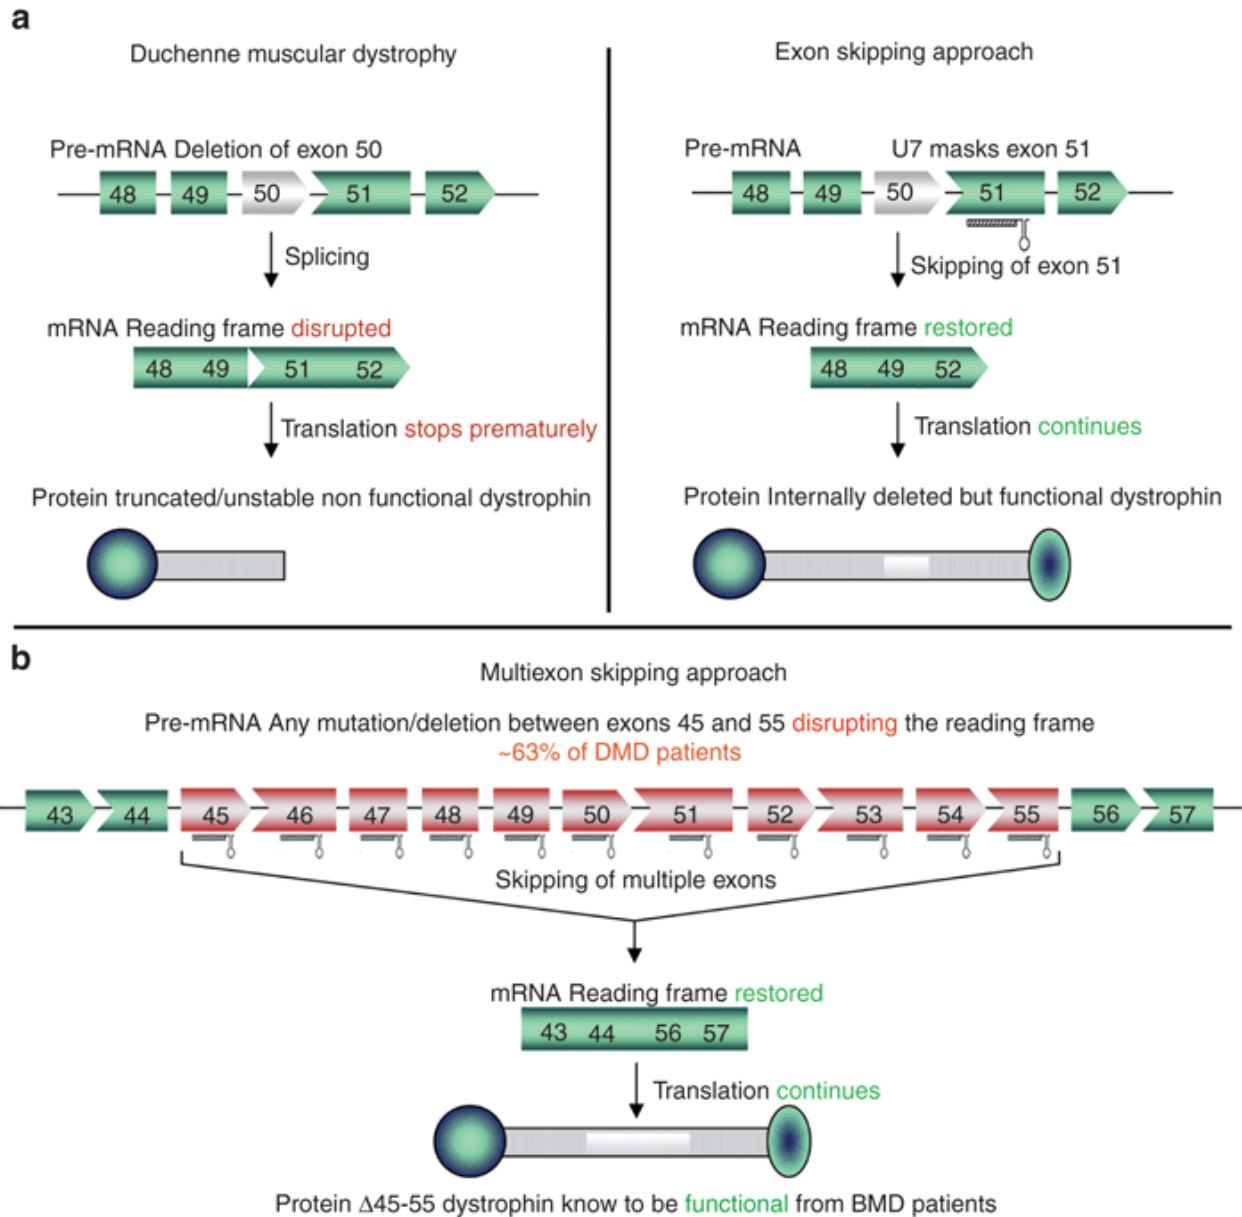 a
Duchenne muscular dystrophy
Pre-mRNA Deletion of exon 50
48 49 50 51 52
Splicing
mRNA Reading frame disrupted
48 49 51 52
Translation stops prematurely
Protein truncated/unstable non functional dystrophin
Exon skipping approach
Pre-mRNA U7 masks exon 51
48 49 50 51 52
Skipping of exon 51
mRNA Reading frame restored
48 49 52
Translation continues
Protein Internally deleted but functional dystrophin
b
Multiexon skipping approach
Pre-mRNA Any mutation/deletion between exons 45 and 55 disrupting the reading frame
~63% of DMD patients
43 44 45 46 47 48 49 50 51 52 53 54 55 56 57
Skipping of multiple exons
mRNA Reading frame restored
43 44 56 57
Translation continues
Protein Δ45-55 dystrophin know to be functional from BMD patients